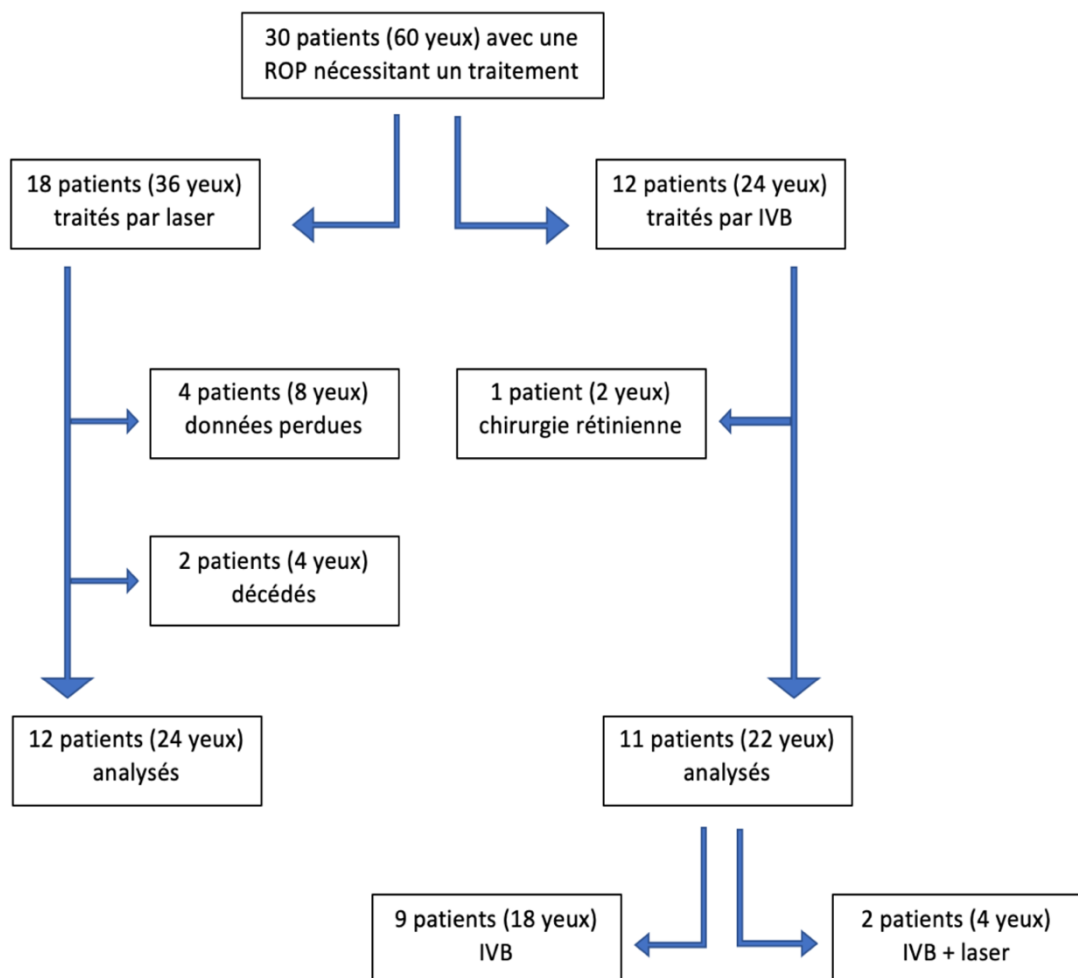 30 patients (60 yeux) avec une
ROP nécessitant un traitement
18 patients (36 yeux)
traités par laser
12 patients (24 yeux)
traités par IVB
4 patients (8 yeux)
données perdues
1 patient (2 yeux)
chirurgie rétinienne
2 patients (4 yeux)
décédés
12 patients (24 yeux)
analysés
11 patients (22 yeux)
analysés
9 patients (18 yeux)
IVB
2 patients (4 yeux)
IVB + laser